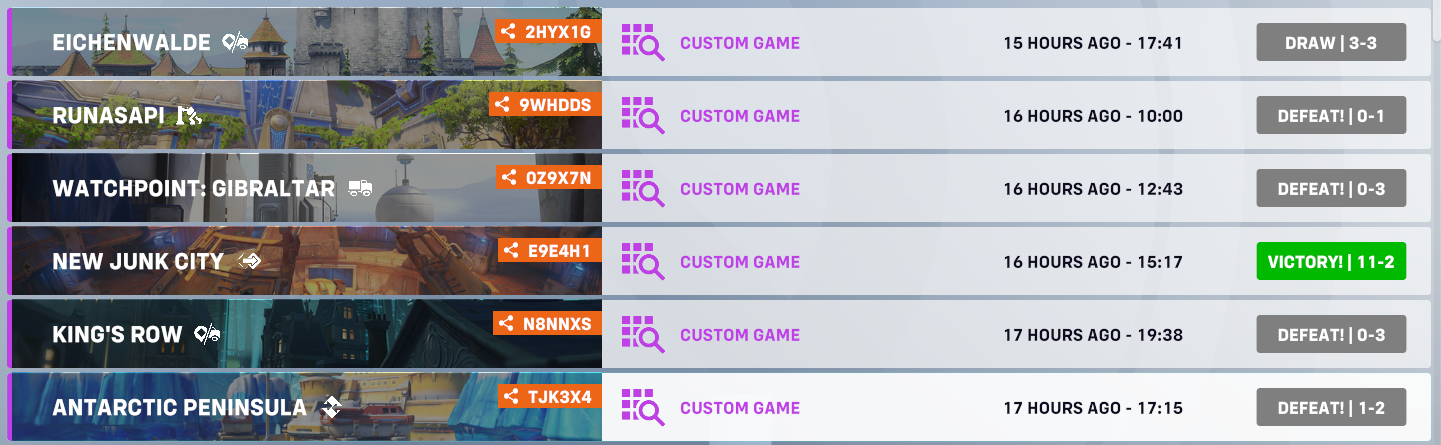 EICHENWALDE 2HYX1G CUSTOM GAME 15 HOURS AGO - 17:41 DRAW | 3-3
RUNASAPI 9WHDDS CUSTOM GAME 16 HOURS AGO - 10:00 DEFEAT! | 0-1
WATCHPOINT: GIBRALTAR 0Z9X7N CUSTOM GAME 16 HOURS AGO - 12:43 DEFEAT! | 0-3
NEW JUNK CITY E9E4H1 CUSTOM GAME 16 HOURS AGO - 15:17 VICTORY! | 11-2
KING'S ROW N8NNXS CUSTOM GAME 17 HOURS AGO - 19:38 DEFEAT! | 0-3
ANTARCTIC PENINSULA TJK3X4 CUSTOM GAME 17 HOURS AGO - 17:15 DEFEAT! | 1-2